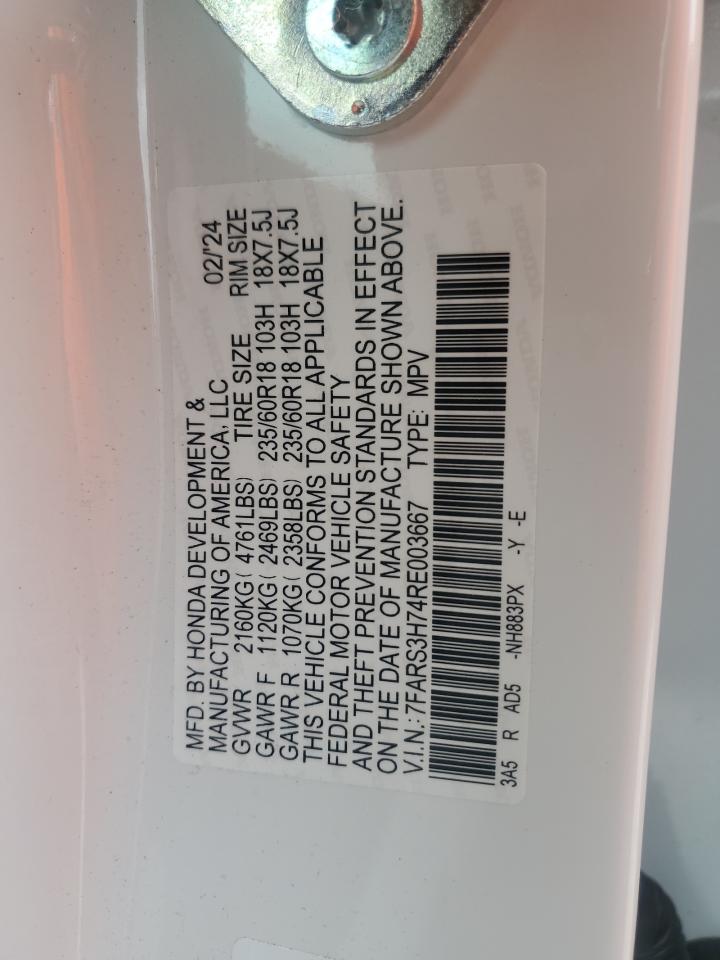 MFD. BY HONDA DEVELOPMENT &
MANUFACTURING OF AMERICA, LLC 02/'24
GVWR 2160KG( 4761LBS) TIRE SIZE RIM SIZE
GAWR F 1120KG( 2469LBS) 235/60R18 103H 18X7.5J
GAWR R 1070KG( 2358LBS) 235/60R18 103H 18X7.5J
THIS VEHICLE CONFORMS TO ALL APPLICABLE
FEDERAL MOTOR VEHICLE SAFETY
AND THEFT PREVENTION STANDARDS IN EFFECT
ON THE DATE OF MANUFACTURE SHOWN ABOVE.
V.I.N.: 7FARS3H74RE003667 TYPE: MPV
3A5 R AD5 -NH883PX -Y -E